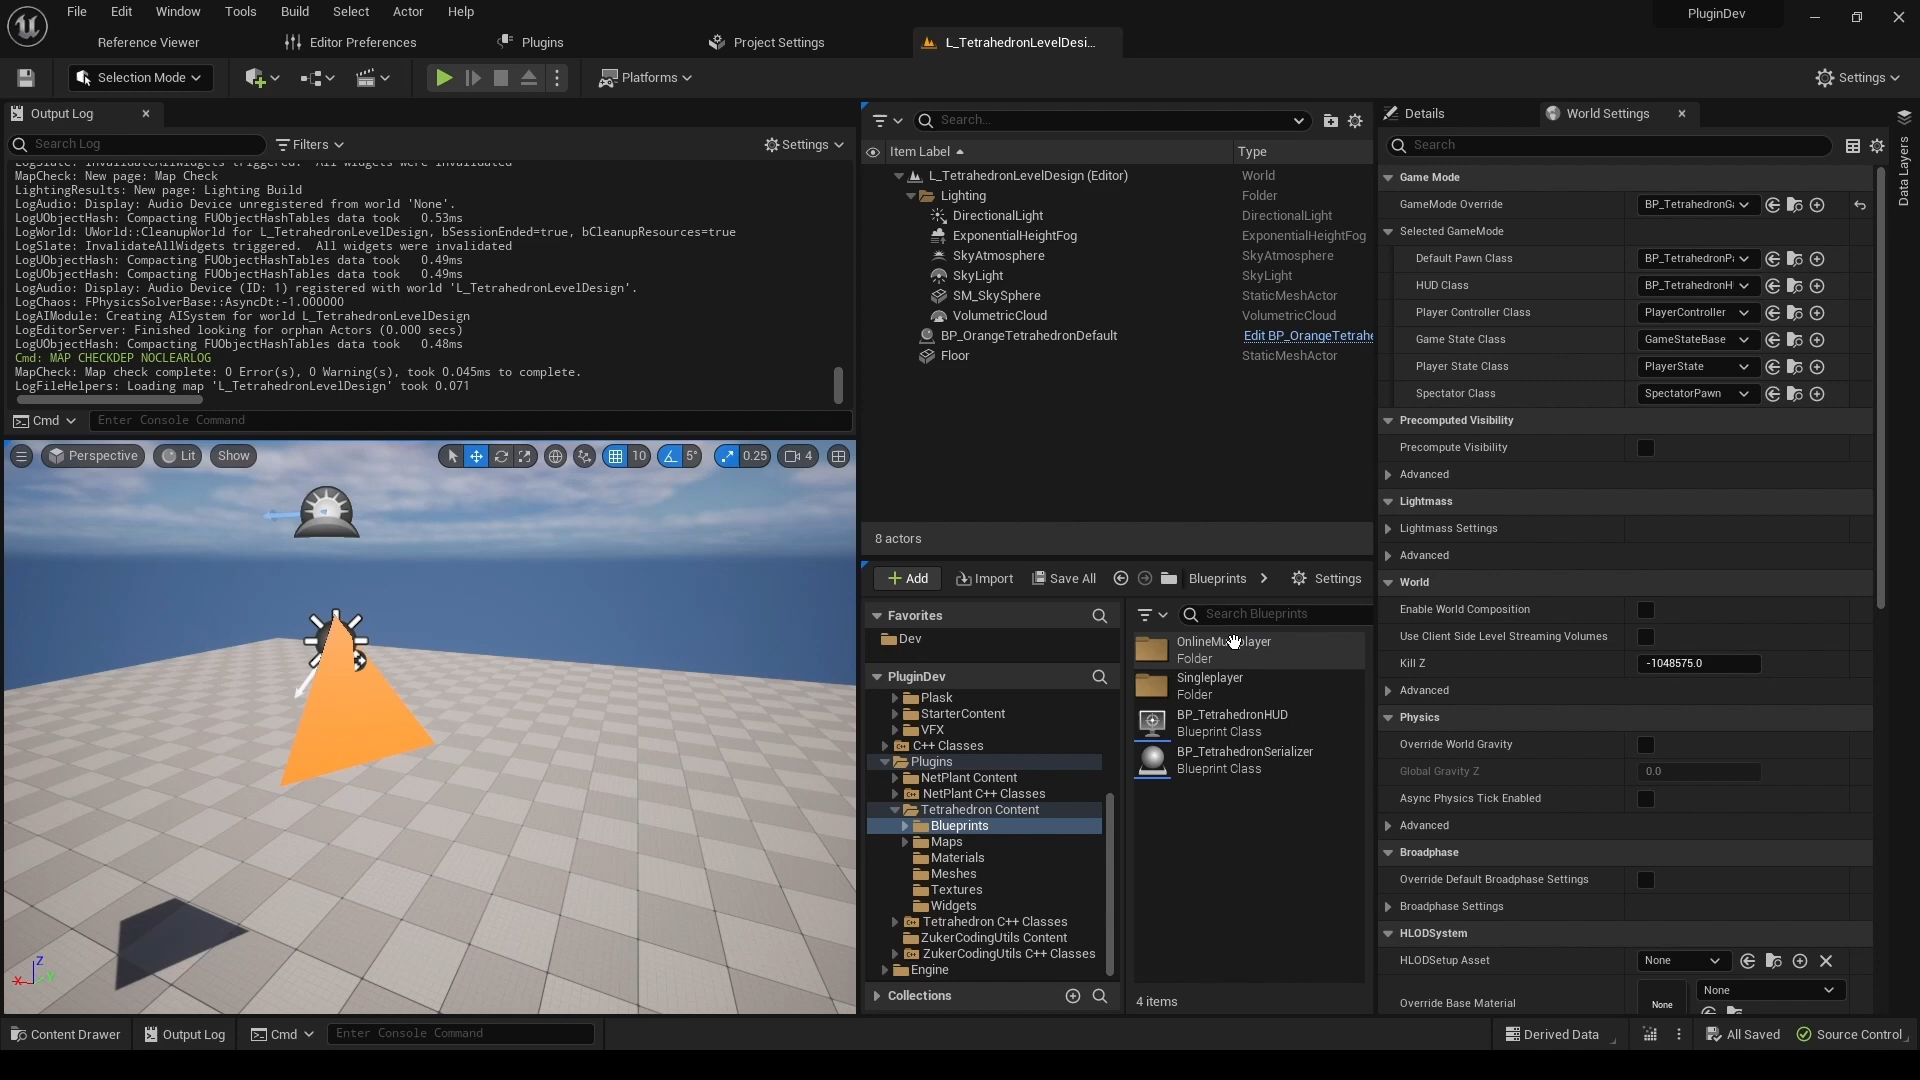 File Edit Window Tools Build Select Actor Help
PluginDev
Reference Viewer
Editor Preferences
Plugins
Project Settings
L_TetrahedronLevelDesi...
Selection Mode
Platforms
Settings
Output Log
Search Log
Filters
Settings
LogSlate: InvalidateAllWidgets triggered.  All widgets were invalidated
MapCheck: New page: Map Check
LightingResults: New page: Lighting Build
LogAudio: Display: Audio Device unregistered from world 'None'.
LogUObjectHash: Compacting FUObjectHashTables data took   0.53ms
LogWorld: UWorld::CleanupWorld for L_TetrahedronLevelDesign, bSessionEnded=true, bCleanupResources=true
LogSlate: InvalidateAllWidgets triggered.  All widgets were invalidated
LogUObjectHash: Compacting FUObjectHashTables data took   0.49ms
LogUObjectHash: Compacting FUObjectHashTables data took   0.49ms
LogAudio: Display: Audio Device (ID: 1) registered with world 'L_TetrahedronLevelDesign'.
LogChaos: FPhysicsSolverBase::AsyncDt:-1.000000
LogAIModule: Creating AISystem for world L_TetrahedronLevelDesign
LogEditorServer: Finished looking for orphan Actors (0.000 secs)
LogUObjectHash: Compacting FUObjectHashTables data took   0.48ms
Cmd: MAP CHECKDEP NOCLEARLOG
MapCheck: Map check complete: 0 Error(s), 0 Warning(s), took 0.045ms to complete.
LogFileHelpers: Loading map 'L_TetrahedronLevelDesign' took 0.071
Cmd
Enter Console Command
Perspective
Lit
Show
10
5°
0.25
4
Z
X
Y
Search...
Item Label
Type
L_TetrahedronLevelDesign (Editor) World
Lighting Folder
DirectionalLight DirectionalLight
ExponentialHeightFog ExponentialHeightFog
SkyAtmosphere SkyAtmosphere
SkyLight SkyLight
SM_SkySphere StaticMeshActor
VolumetricCloud VolumetricCloud
BP_OrangeTetrahedronDefault Edit BP_OrangeTetrahe
Floor StaticMeshActor
8 actors
Add
Import
Save All
Blueprints
Settings
Favorites
Dev
PluginDev
Plask
StarterContent
VFX
C++ Classes
Plugins
NetPlant Content
NetPlant C++ Classes
Tetrahedron Content
Blueprints
Maps
Materials
Meshes
Textures
Widgets
Tetrahedron C++ Classes
ZukerCodingUtils Content
ZukerCodingUtils C++ Classes
Engine
Collections
Search Blueprints
Folder
Singleplayer
Folder
BP_TetrahedronHUD
Blueprint Class
BP_TetrahedronSerializer
Blueprint Class
4 items
Details
World Settings
Search
Game Mode
GameMode Override BP_TetrahedronGa
Selected GameMode
Default Pawn Class BP_TetrahedronPa
HUD Class BP_TetrahedronH
Player Controller Class PlayerController
Game State Class GameStateBase
Player State Class PlayerState
Spectator Class SpectatorPawn
Precomputed Visibility
Precompute Visibility
Advanced
Lightmass
Lightmass Settings
Advanced
World
Enable World Composition
Use Client Side Level Streaming Volumes
Kill Z -1048575.0
Advanced
Physics
Override World Gravity
Global Gravity Z 0.0
Async Physics Tick Enabled
Advanced
Broadphase
Override Default Broadphase Settings
Broadphase Settings
HLODSystem
HLODSetup Asset None
Override Base Material None None
Data Layers
Content Drawer
Output Log
Cmd
Enter Console Command
Derived Data
All Saved
Source Control